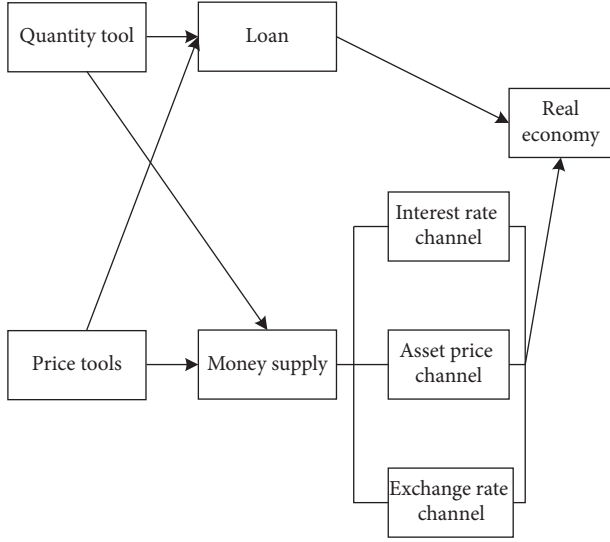 Quantity tool
Loan
Real
economy
Interest rate
channel
Price tools
Money supply
Asset price
channel
Exchange rate
channel